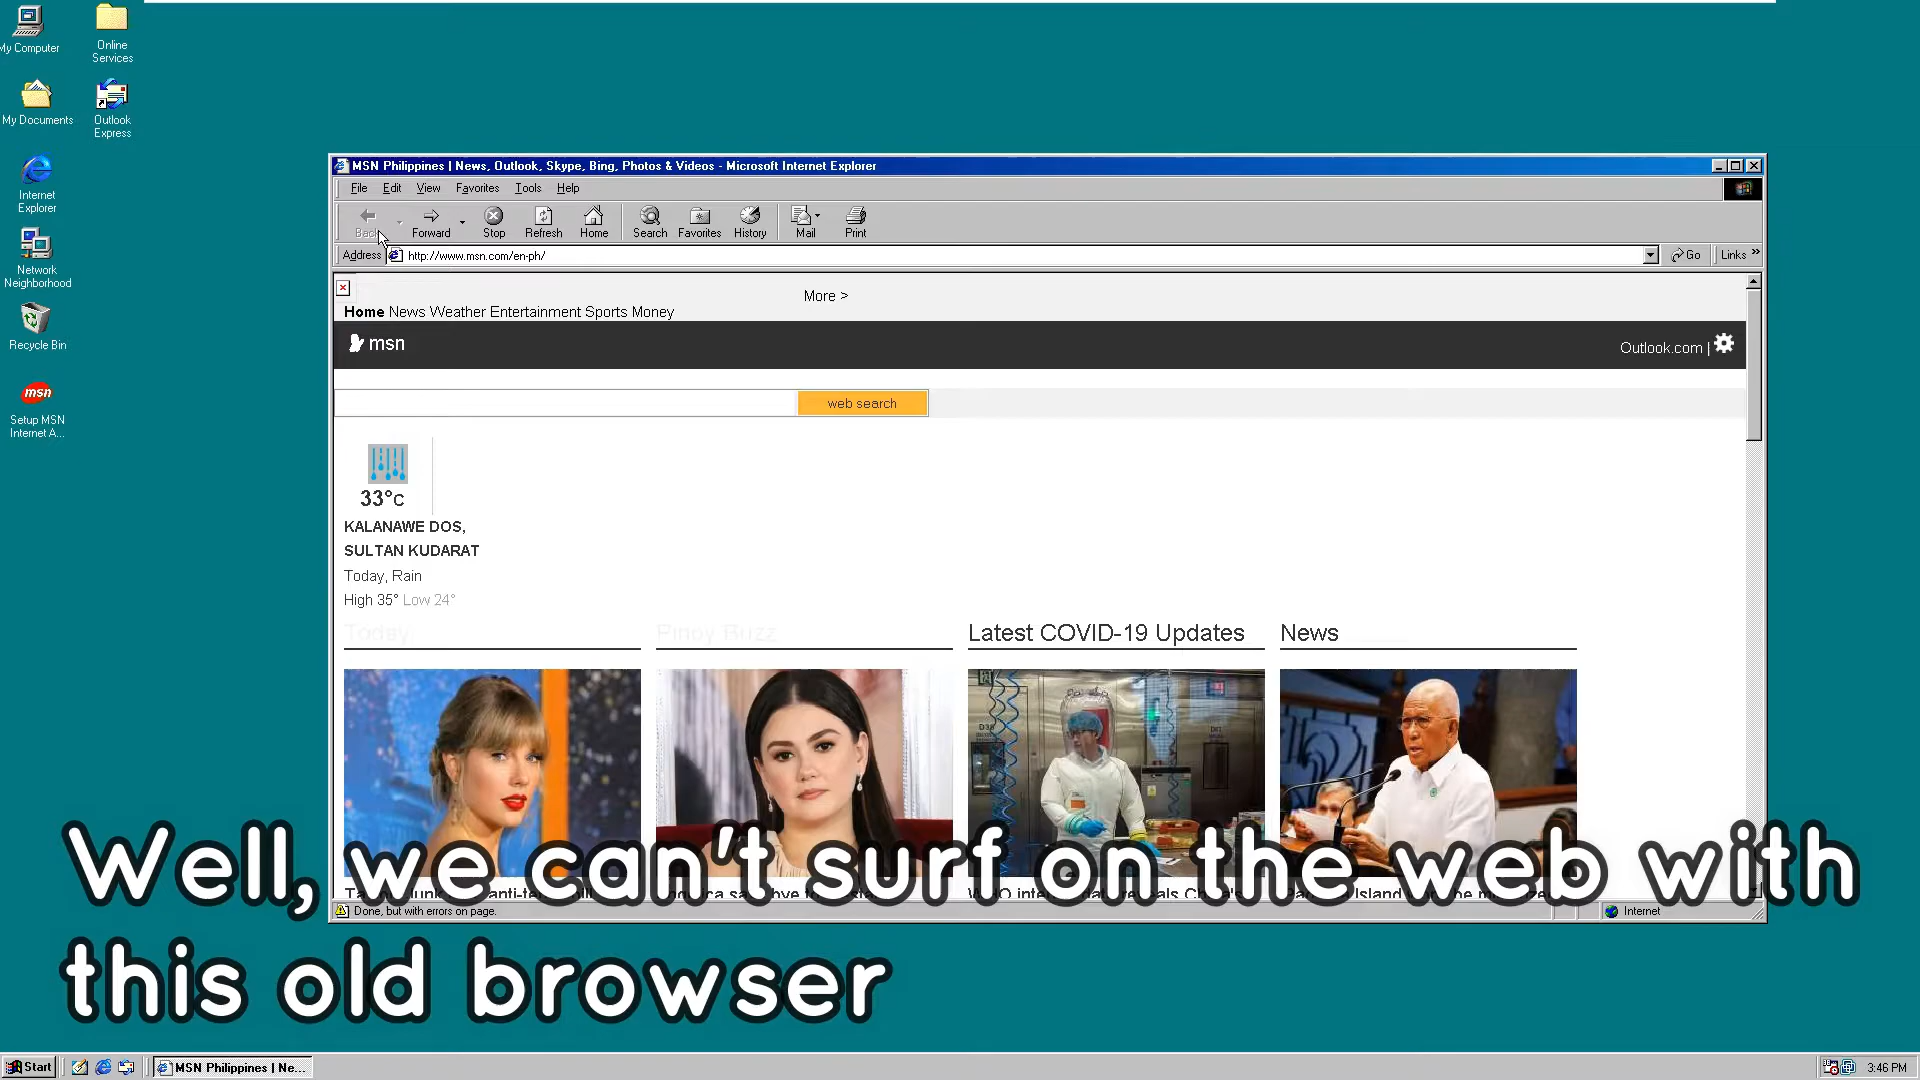 My Computer
Online
Services
My Documents
Outlook
Express
Internet
Explorer
Network
Neighborhood
Recycle Bin
msn
Setup MSN
Internet A...
MSN Philippines | News, Outlook, Skype, Bing, Photos & Videos - Microsoft Internet Explorer
File Edit View Favorites Tools Help
Back Forward Stop Refresh Home Search Favorites History Mail Print
Address http://www.msn.com/en-ph/ Go Links »
More >
Home News Weather Entertainment Sports Money
msn
Outlook.com |
web search
33°C
KALANAWE DOS,
SULTAN KUDARAT
Today, Rain
High 35° Low 24°
Today
Pinoy Brizz
Latest COVID-19 Updates
News
Well, we can't surf on the web with
this old browser
Done, but with errors on page.
Internet
Start
MSN Philippines | Ne...
3:46 PM